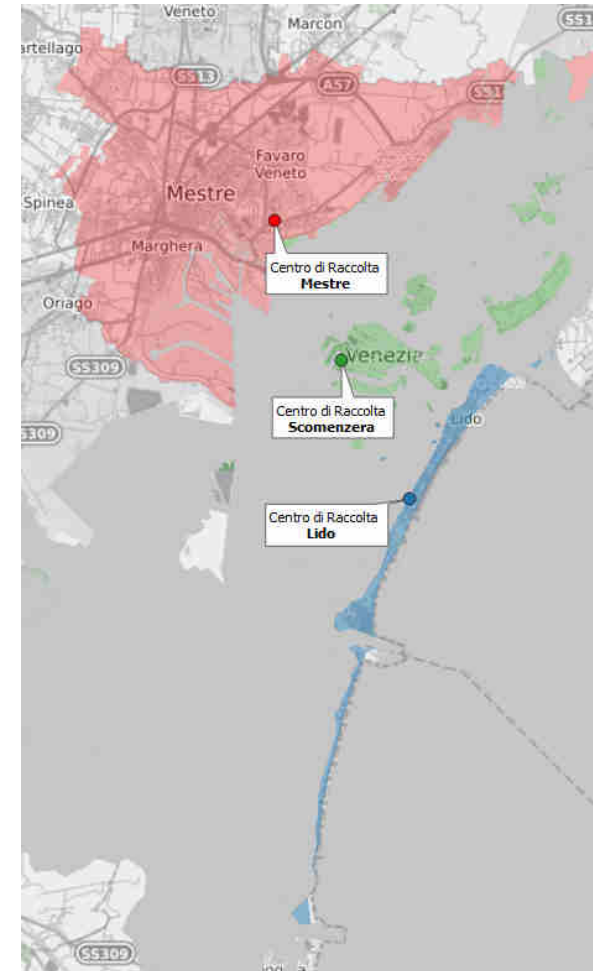 Veneto
Marcon
artellago
SS13
A57
SS1
SS1
Favaro
Veneto
Mestre
Spinea
Marghera
Centro di Raccolta
Mestre
Oriago
SS309
Venezia
Centro di Raccolta
Scomenzera
Lido
309
Centro di Raccolta
Lido
SS309